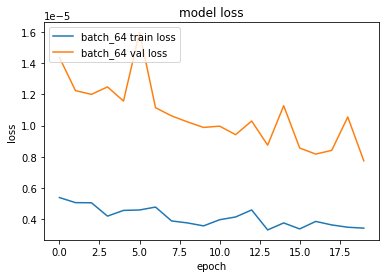 model loss
1e−5
batch_64 train loss
batch_64 val loss
1.6
1.4
1.2
1.0
0.8
0.6
0.4
loss
0.0 2.5 5.0 7.5 10.0 12.5 15.0 17.5
epoch